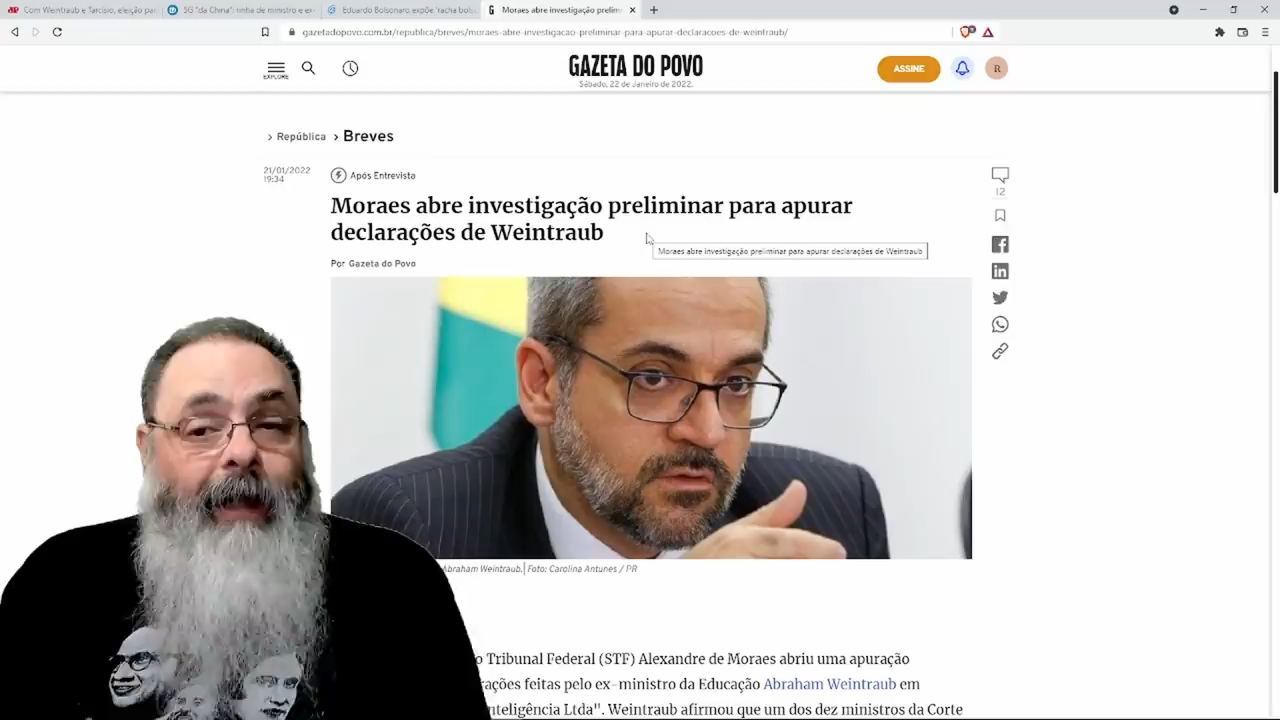 Com Weintraub e Tarcísio, eleição par
5G "da China": rinha de ministro e ex-
Eduardo Bolsonaro expõe 'racha bolso
Moraes abre investigação prelim
gazetadopovo.com.br/republica/breves/moraes-abre-investigacao-preliminar-para-apurar-declaracoes-de-weintraub/
EXPLORE
GAZETA DO POVO
Sábado, 22 de Janeiro de 2022.
ASSINE
R
República
Breves
21/01/2022
19:34
Após Entrevista
12
Moraes abre investigação preliminar para apurar
declarações de Weintraub
Moraes abre investigação preliminar para apurar declarações de Weintraub
Por Gazeta do Povo
Abraham Weintraub.| Foto: Carolina Antunes / PR
o Tribunal Federal (STF) Alexandre de Moraes abriu uma apuração
rações feitas pelo ex-ministro da Educação Abraham Weintraub em
nteligência Ltda". Weintraub afirmou que um dos dez ministros da Corte